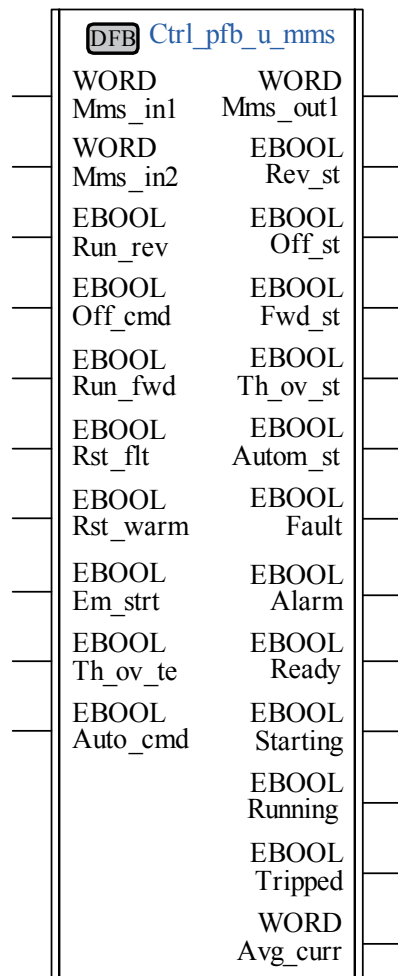 DFB Ctrl_pfb_u_mms
WORD WORD
Mms_in1 Mms_out1
WORD EBOOL
Mms_in2 Rev_st
EBOOL EBOOL
Run_rev Off_st
EBOOL EBOOL
Off_cmd Fwd_st
EBOOL EBOOL
Run_fwd Th_ov_st
EBOOL EBOOL
Rst_flt Autom_st
EBOOL EBOOL
Rst_warm Fault
EBOOL EBOOL
Em_strt Alarm
EBOOL EBOOL
Th_ov_te Ready
EBOOL EBOOL
Auto_cmd Starting
EBOOL
Running
EBOOL
Tripped
WORD
Avg_curr